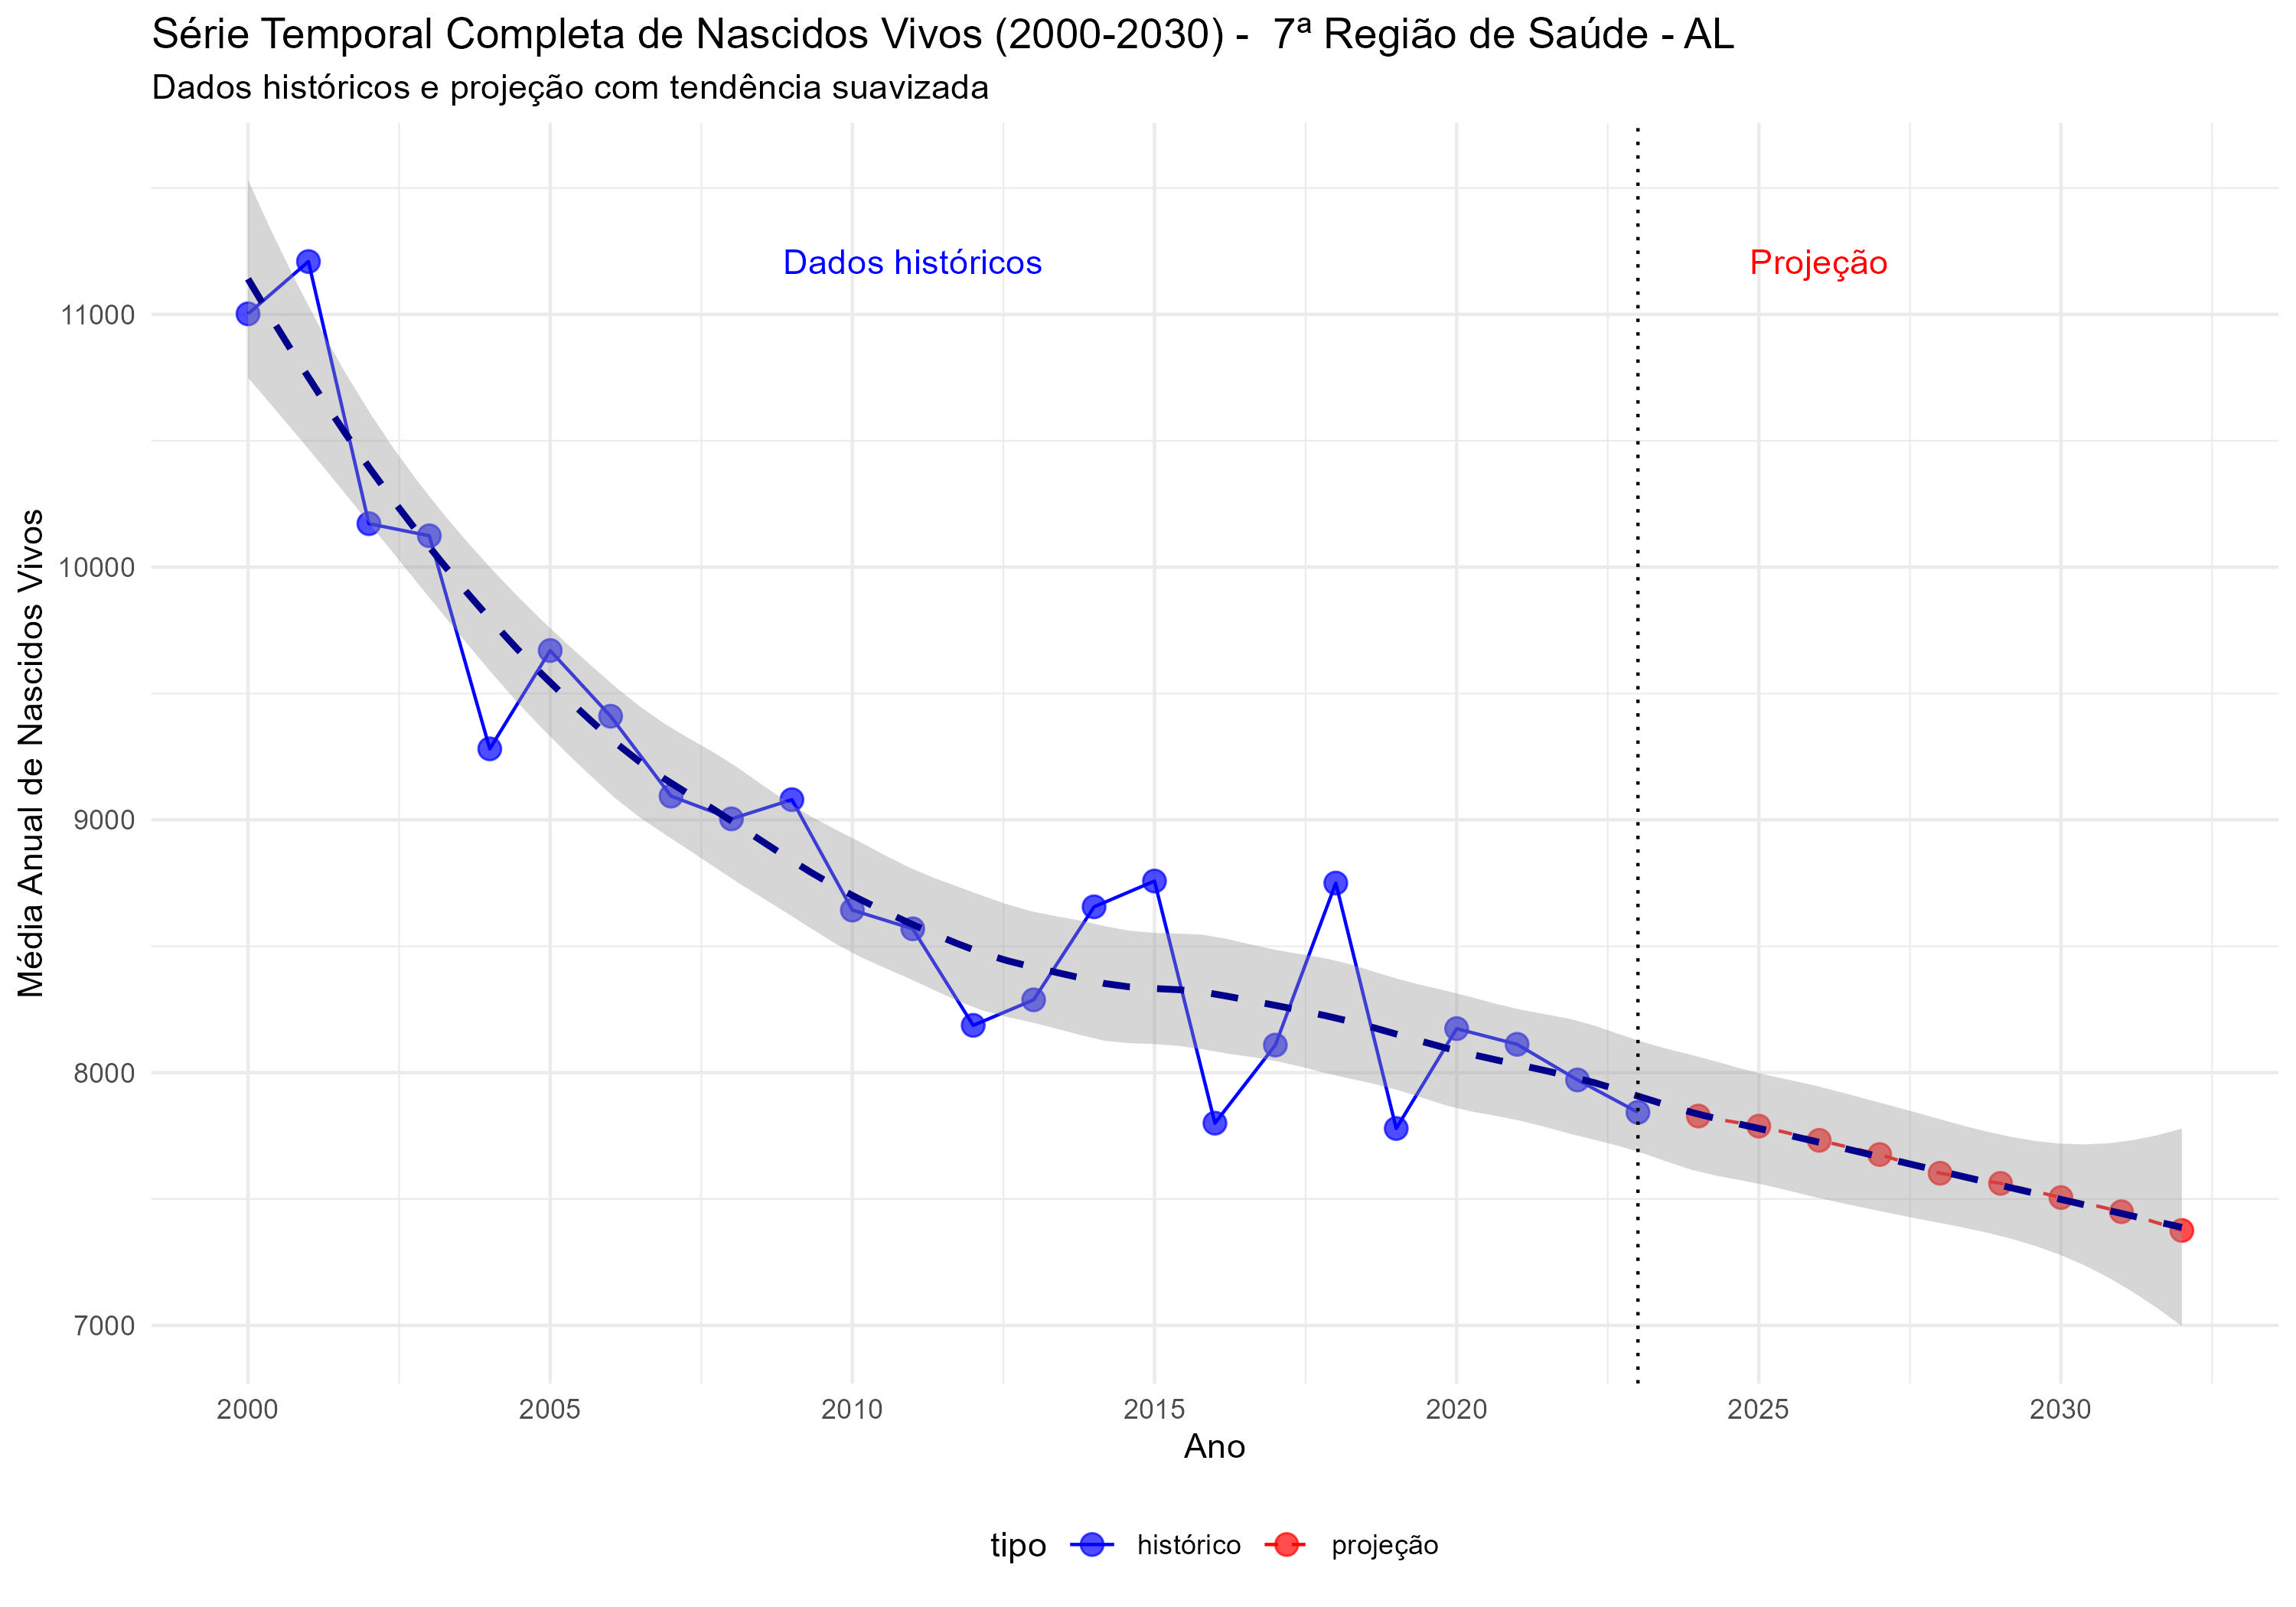 Série Temporal Completa de Nascidos Vivos (2000-2030) -  7ª Região de Saúde - AL
Dados históricos e projeção com tendência suavizada
Dados históricos
Projeção
Média Anual de Nascidos Vivos
11000
10000
9000
8000
7000
2000
2005
2010
2015
2020
2025
2030
Ano
tipo
histórico
projeção